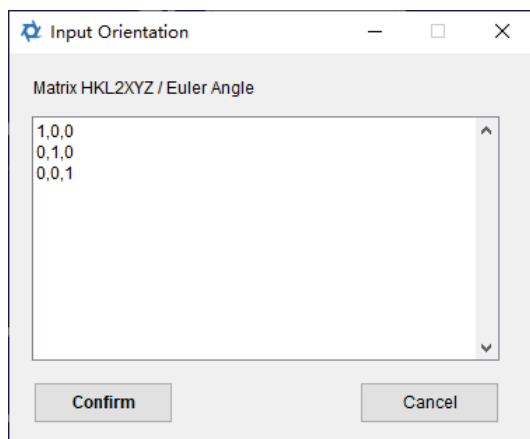 Input Orientation
Matrix HKL2XYZ / Euler Angle
1,0,0
0,1,0
0,0,1
Confirm
Cancel